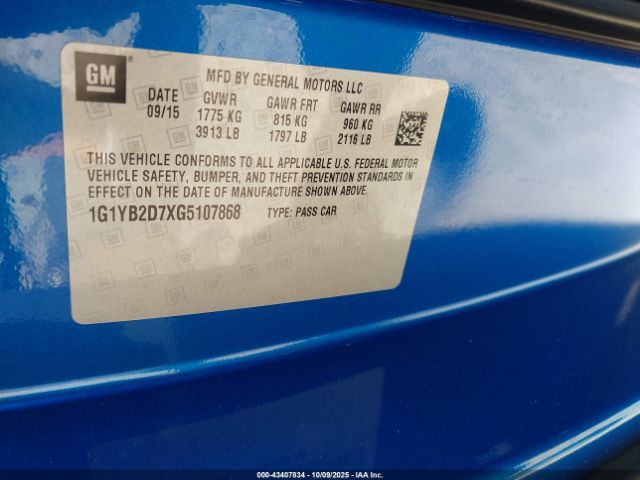 GM
MFD BY GENERAL MOTORS LLC
DATE GVWR GAWR FRT GAWR RR
09/15 1775 KG 815 KG 960 KG
3913 LB 1797 LB 2116 LB
THIS VEHICLE CONFORMS TO ALL APPLICABLE U.S. FEDERAL MOTOR
VEHICLE SAFETY, BUMPER, AND THEFT PREVENTION STANDARDS IN
EFFECT ON THE DATE OF MANUFACTURE SHOWN ABOVE.
1G1YB2D7XG5107868 TYPE: PASS CAR
000-43407834 - 10/09/2025 - IAA Inc.